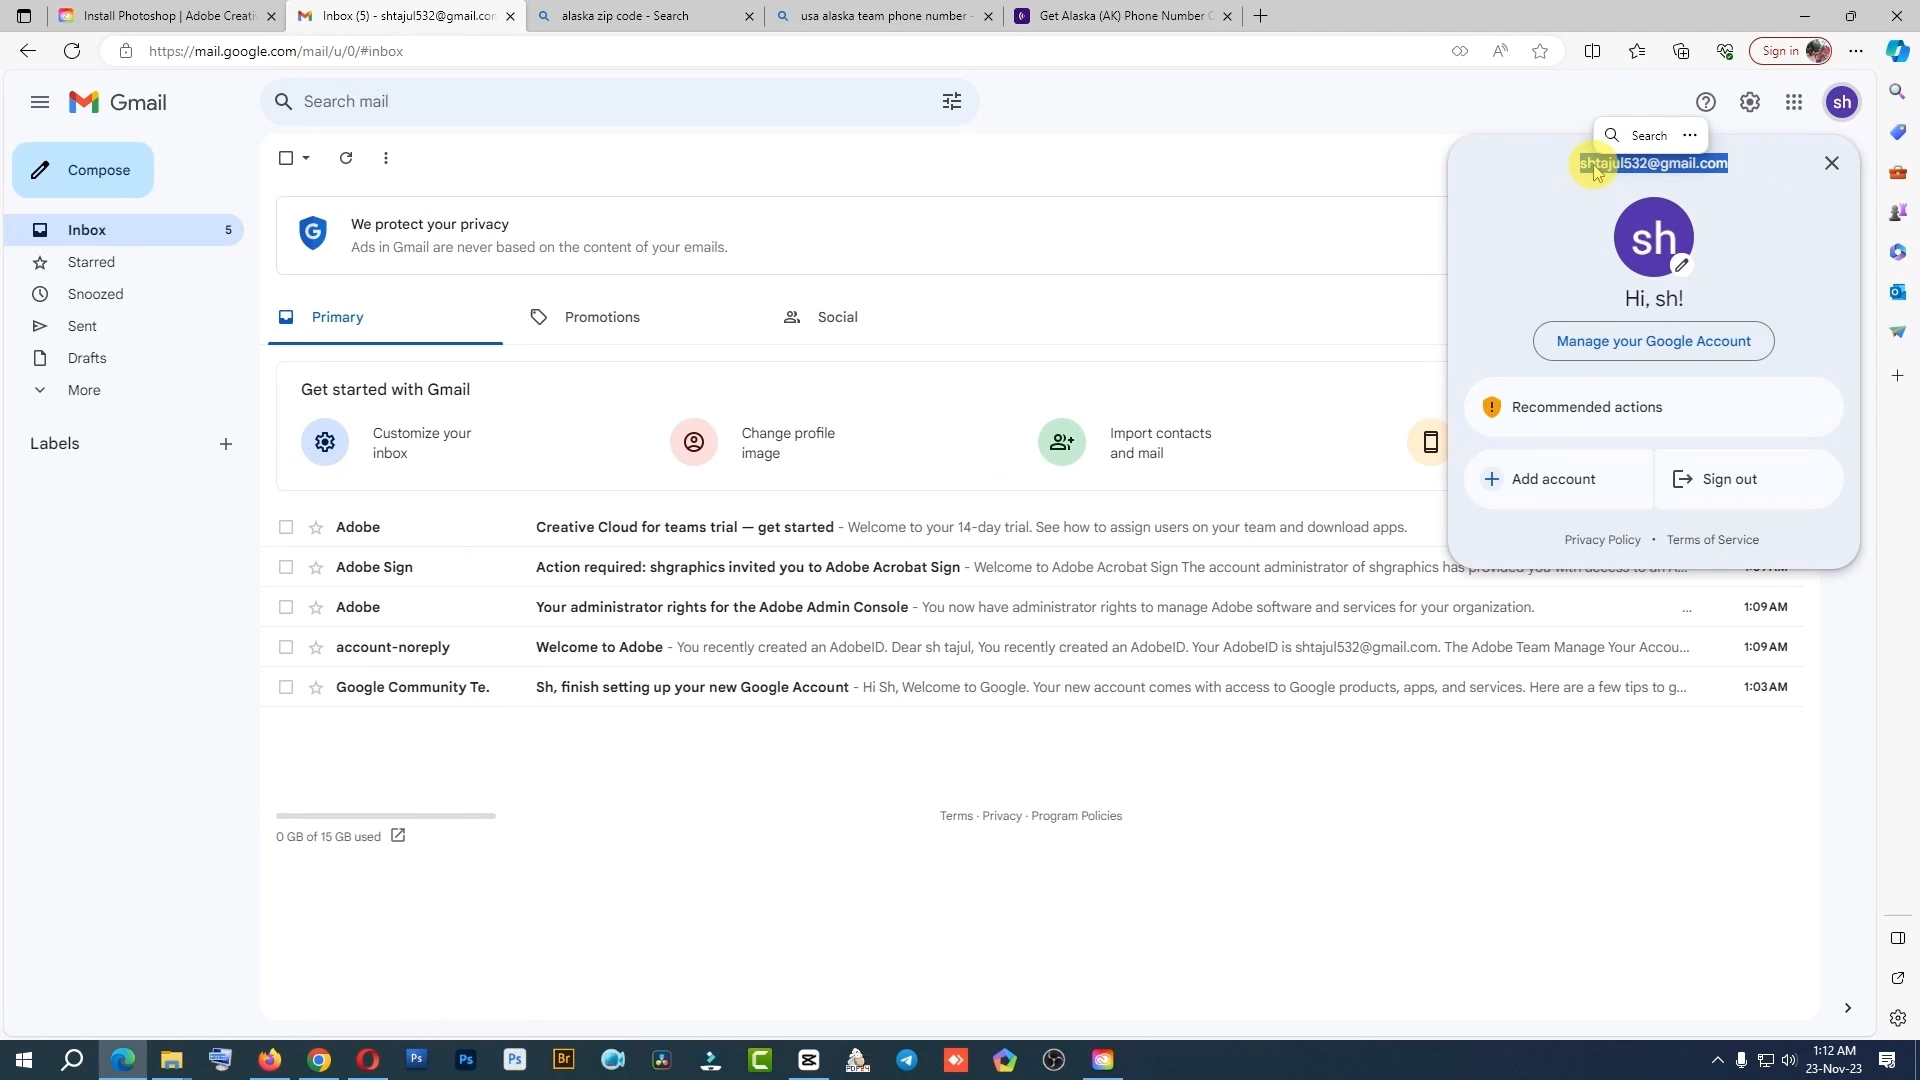 Install Photoshop | Adobe Creati
Inbox (5) - shtajul532@gmail.con
alaska zip code - Search
usa alaska team phone number -
Get Alaska (AK) Phone Number C
https://mail.google.com/mail/u/0/#inbox
Sign in
Gmail
Search mail
sh
Search
Compose
shtajul532@gmail.com
Inbox
5
We protect your privacy
Ads in Gmail are never based on the content of your emails.
sh
Starred
Snoozed
Hi, sh!
Primary
Promotions
Social
Sent
Manage your Google Account
Drafts
More
Get started with Gmail
Recommended actions
Customize your
inbox
Change profile
image
Import contacts
and mail
Labels
Add account
Sign out
Adobe
Creative Cloud for teams trial — get started - Welcome to your 14-day trial. See how to assign users on your team and download apps.
Privacy Policy • Terms of Service
Adobe Sign
Action required: shgraphics invited you to Adobe Acrobat Sign - Welcome to Adobe Acrobat Sign The account administrator of shgraphics has provided you with access to an A...
Adobe
Your administrator rights for the Adobe Admin Console - You now have administrator rights to manage Adobe software and services for your organization.
...
1:09 AM
account-noreply
Welcome to Adobe - You recently created an AdobeID. Dear sh tajul, You recently created an AdobeID. Your AdobeID is shtajul532@gmail.com. The Adobe Team Manage Your Accou...
1:09 AM
Google Community Te.
Sh, finish setting up your new Google Account - Hi Sh, Welcome to Google. Your new account comes with access to Google products, apps, and services. Here are a few tips to g...
1:03 AM
Terms · Privacy · Program Policies
0 GB of 15 GB used
Ps
Ps
Ps
Br
1:12 AM
23-Nov-23